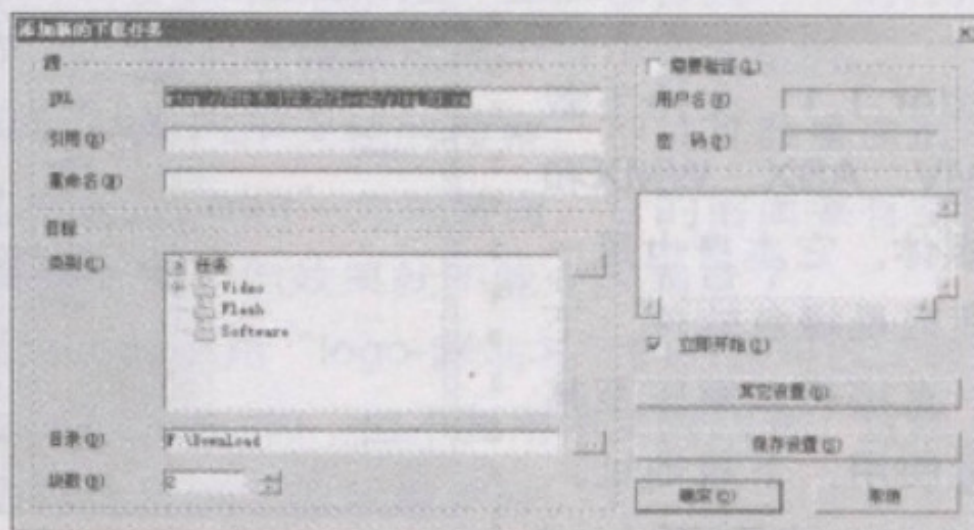 添加新的下载任务
源
URL
引用(R)
重命名(N)
目标
类别(C)
任务
Video
Flash
Software
目录(D)
F:\Download
块数(B)
2
需要验证(L)
用户名(U)
密 码(P)
立即开始(I)
其它设置(O)
保存设置(S)
确定(O)
取消